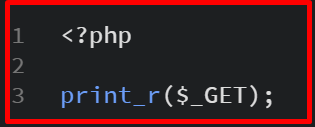 1 <?php
2
3 print_r($_GET);